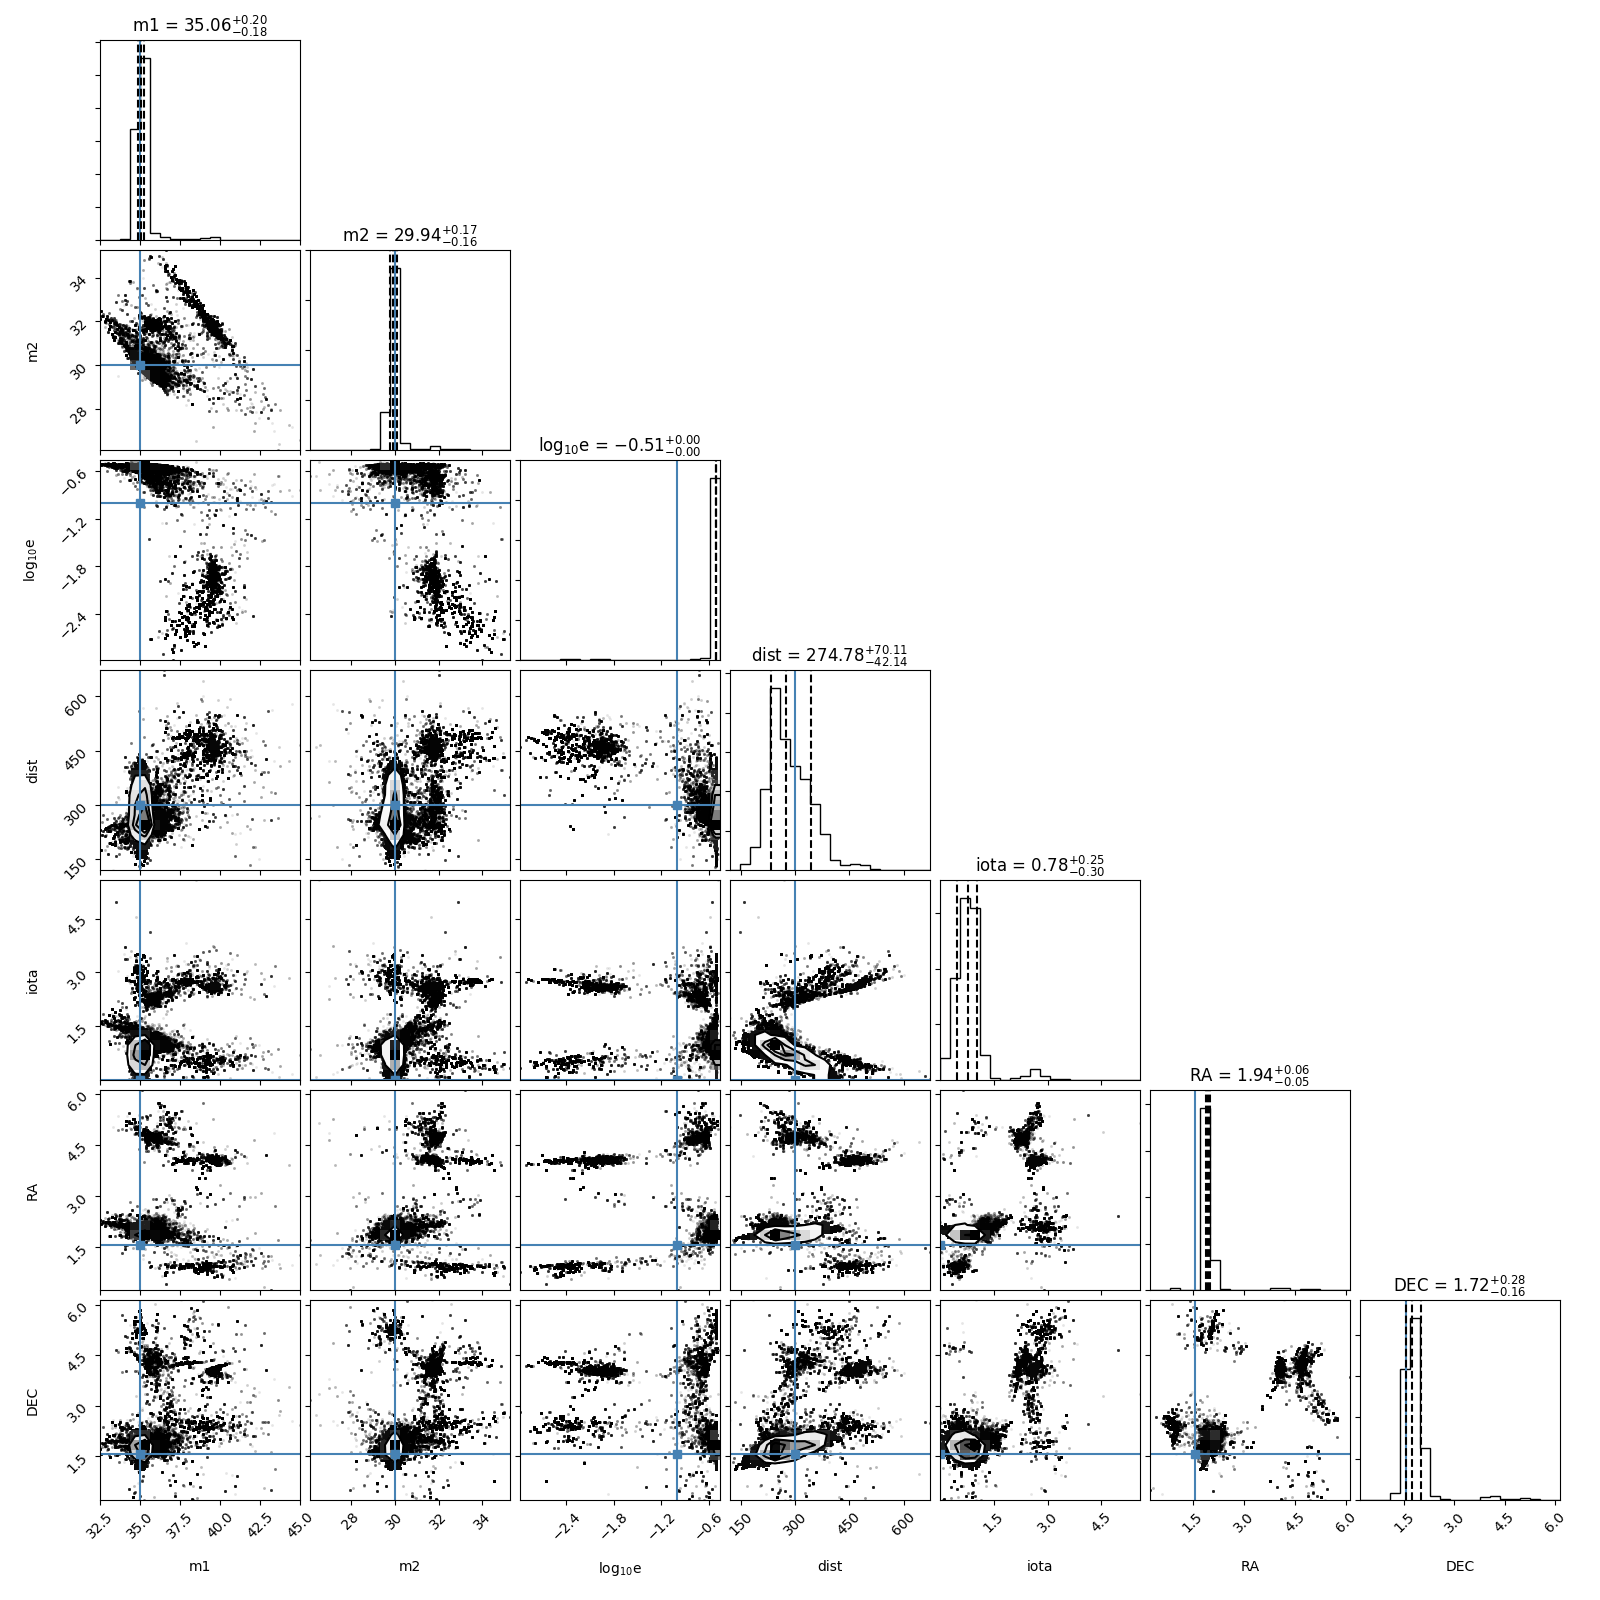 m1 = 35.06+0.20−0.18
m2 = 29.94+0.17−0.16
34
32
30
28
m2
log10e = −0.51+0.00−0.00
−0.6
−1.2
−1.8
−2.4
log10e
dist = 274.78+70.11−42.14
600
450
300
150
dist
iota = 0.78+0.25−0.30
4.5
3.0
1.5
iota
RA = 1.94+0.06−0.05
6.0
4.5
3.0
1.5
RA
DEC = 1.72+0.28−0.16
6.0
4.5
3.0
1.5
DEC
32.5 35.0 37.5 40.0 42.5 45.0 28 30 32 34 −2.4 −1.8 −1.2 −0.6 150 300 450 600 1.5 3.0 4.5 1.5 3.0 4.5 6.0 1.5 3.0 4.5 6.0
m1 m2 log10e dist iota RA DEC